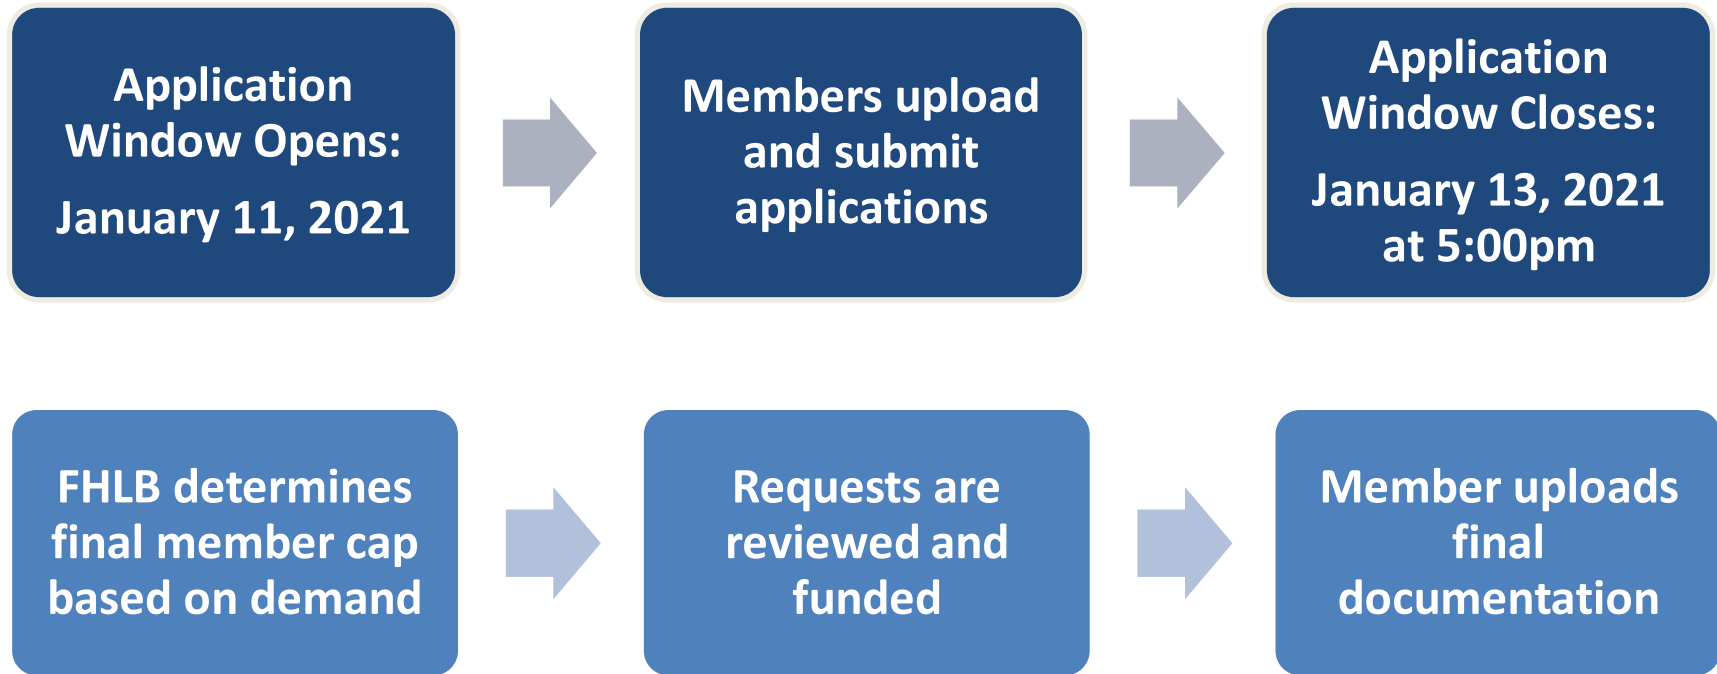 Application
Window Opens:
January 11, 2021
Members upload
and submit
applications
Application
Window Closes:
January 13, 2021
at 5:00pm
FHLB determines
final member cap
based on demand
Requests are
reviewed and
funded
Member uploads
final
documentation